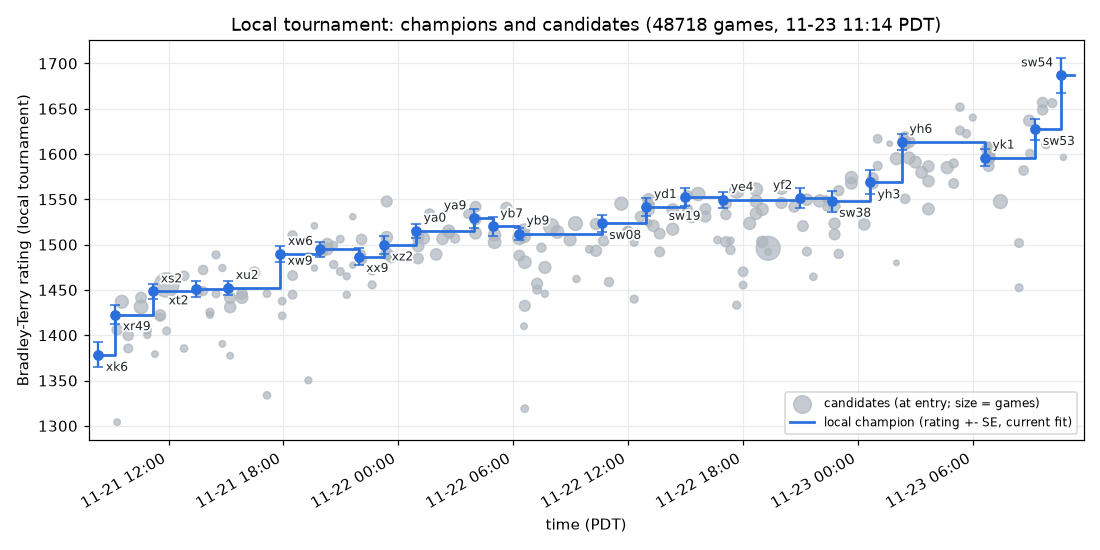 Local tournament: champions and candidates (48718 games, 11-23 11:14 PDT)
Bradley-Terry rating (local tournament)
1700
1650
1600
1550
1500
1450
1400
1350
1300
xk6
xr49
xs2
xt2
xu2
xw9
xw6
xx9
xz2
ya0
ya9
yb7
yb9
sw08
yd1
sw19
ye4
yf2
sw38
yh3
yh6
yk1
sw53
sw54
candidates (at entry; size = games)
local champion (rating +- SE, current fit)
11-21 12:00
11-21 18:00
11-22 00:00
11-22 06:00
11-22 12:00
11-22 18:00
11-23 00:00
11-23 06:00
time (PDT)